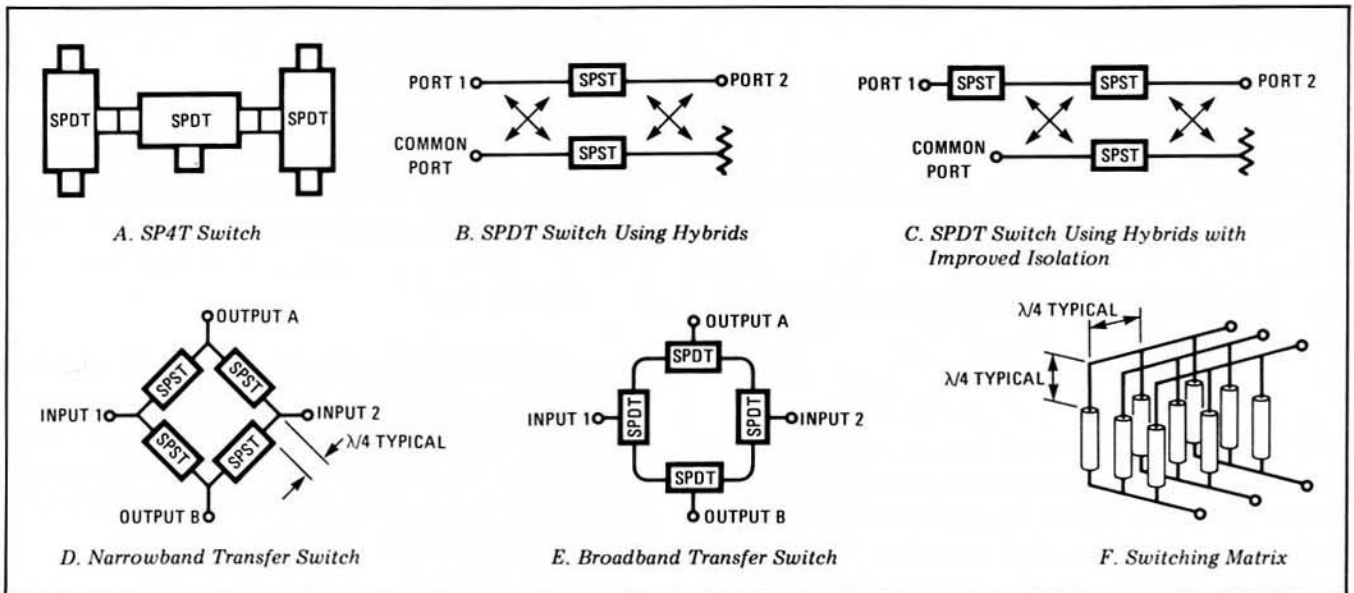 SPDT
SPDT
SPDT
A. SP4T Switch
PORT 1
SPST
PORT 2
COMMON
PORT
SPST
B. SPDT Switch Using Hybrids
PORT 1
SPST
SPST
PORT 2
COMMON
PORT
SPST
C. SPDT Switch Using Hybrids with
Improved Isolation
OUTPUT A
SPST
SPST
INPUT 1
INPUT 2
SPST
SPST
λ/4 TYPICAL
OUTPUT B
D. Narrowband Transfer Switch
OUTPUT A
SPDT
INPUT 1
SPDT
SPDT
INPUT 2
SPDT
OUTPUT B
E. Broadband Transfer Switch
λ/4 TYPICAL
λ/4 TYPICAL
F. Switching Matrix